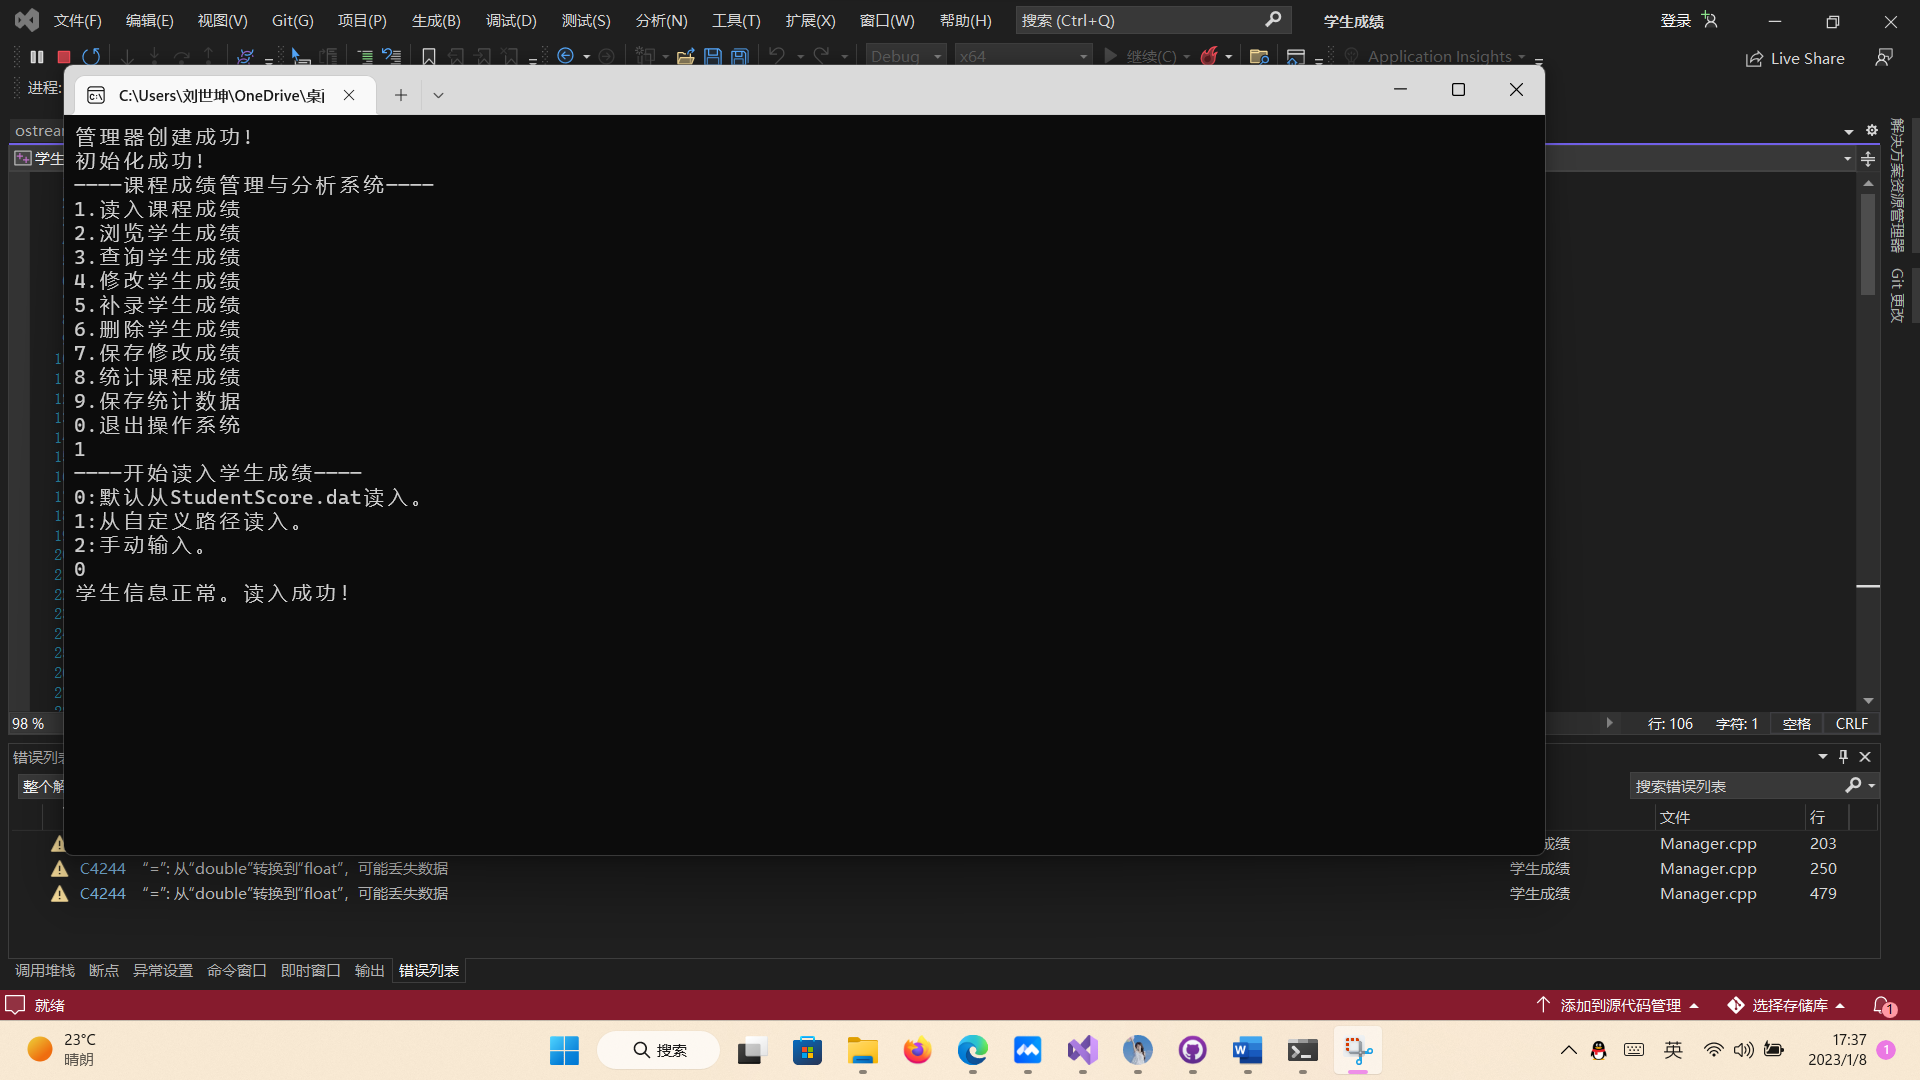 文件(F) 编辑(E) 视图(V) Git(G) 项目(P) 生成(B) 调试(D) 测试(S) 分析(N) 工具(T) 扩展(X) 窗口(W) 帮助(H) 搜索 (Ctrl+Q) 学生成绩 登录
Debug x64 继续(C) Application Insights Live Share
进程:
C:\Users\刘世坤\OneDrive\桌
ostrea
学生
管理器创建成功!
初始化成功!
----课程成绩管理与分析系统----
1.读入课程成绩
2.浏览学生成绩
3.查询学生成绩
4.修改学生成绩
5.补录学生成绩
6.删除学生成绩
7.保存修改成绩
8.统计课程成绩
9.保存统计数据
0.退出操作系统
1
----开始读入学生成绩----
0:默认从StudentScore.dat读入。
1:从自定义路径读入。
2:手动输入。
0
学生信息正常。读入成功!
解决方案资源管理器
Git 更改
98 % 行: 106 字符: 1 空格 CRLF
错误列表
整个解 搜索错误列表
文件 行
成绩 Manager.cpp 203
C4244 “=”: 从“double”转换到“float”，可能丢失数据 学生成绩 Manager.cpp 250
C4244 “=”: 从“double”转换到“float”，可能丢失数据 学生成绩 Manager.cpp 479
调用堆栈 断点 异常设置 命令窗口 即时窗口 输出 错误列表
就绪 添加到源代码管理 选择存储库 1
23°C
晴朗
搜索
英
17:37
2023/1/8
1